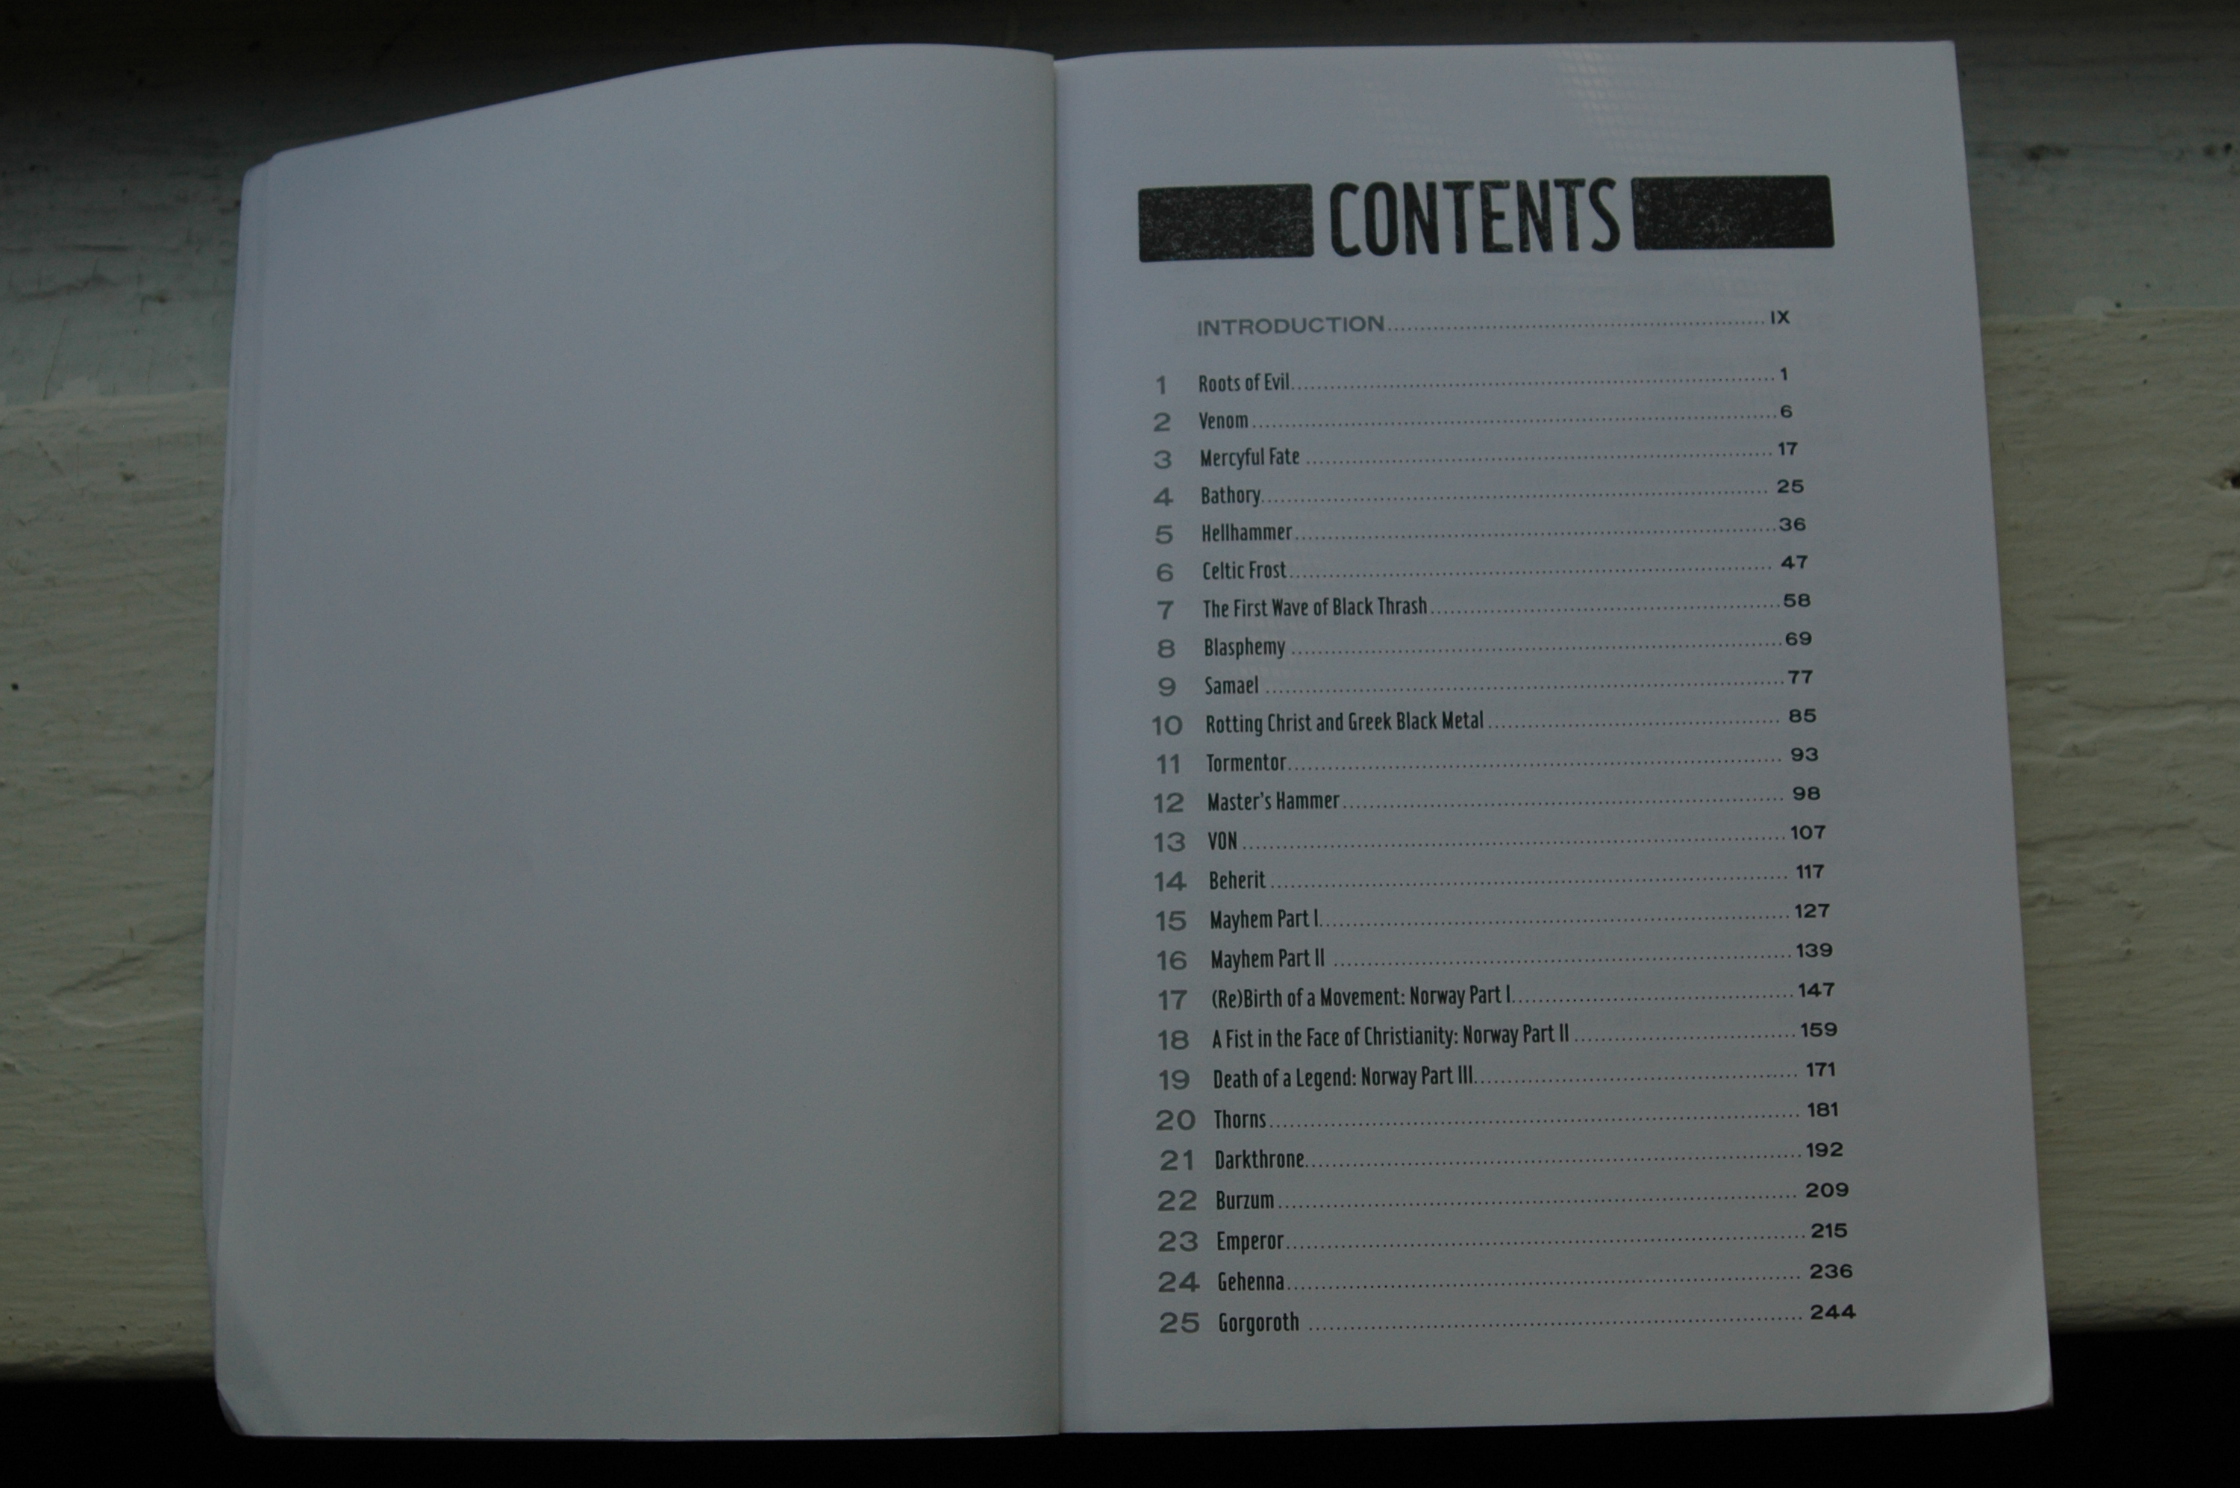 CONTENTS
INTRODUCTION.......... IX
1 Roots of Evil.......... 1
2 Venom.......... 6
3 Mercyful Fate.......... 17
4 Bathory.......... 25
5 Hellhammer.......... 36
6 Celtic Frost.......... 47
7 The First Wave of Black Thrash.......... 58
8 Blasphemy.......... 69
9 Samael.......... 77
10 Rotting Christ and Greek Black Metal.......... 85
11 Tormentor.......... 93
12 Master's Hammer.......... 98
13 VON.......... 107
14 Beherit.......... 117
15 Mayhem Part I.......... 127
16 Mayhem Part II.......... 139
17 (Re)Birth of a Movement: Norway Part I.......... 147
18 A Fist in the Face of Christianity: Norway Part II.......... 159
19 Death of a Legend: Norway Part III.......... 171
20 Thorns.......... 181
21 Darkthrone.......... 192
22 Burzum.......... 209
23 Emperor.......... 215
24 Gehenna.......... 236
25 Gorgoroth.......... 244